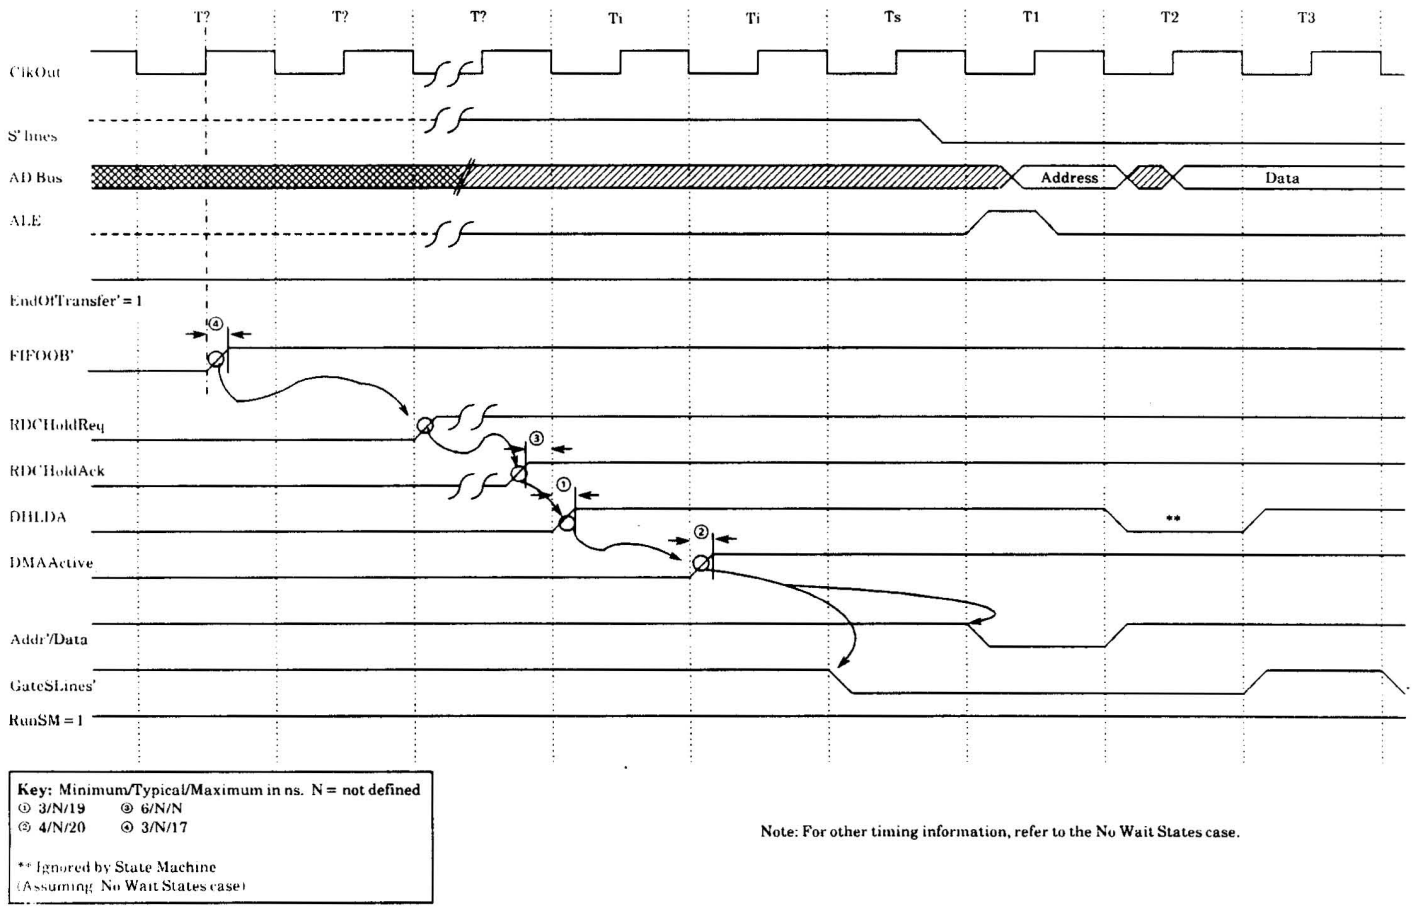 T? T? T? Ti Ti Ts T1 T2 T3
ClkOut
S' lines
AD Bus Address Data
ALE
EndOfTransfer' = 1
④
FIFOOB'
RDCHoldReq
③
RDCHoldAck
①
DHLDA **
②
DMAActive
Addr'/Data
GateSLines'
RunSM = 1
Key: Minimum/Typical/Maximum in ns. N = not defined
① 3/N/19 ③ 6/N/N
② 4/N/20 ④ 3/N/17
** Ignored by State Machine
(Assuming No Wait States case)
Note: For other timing information, refer to the No Wait States case.